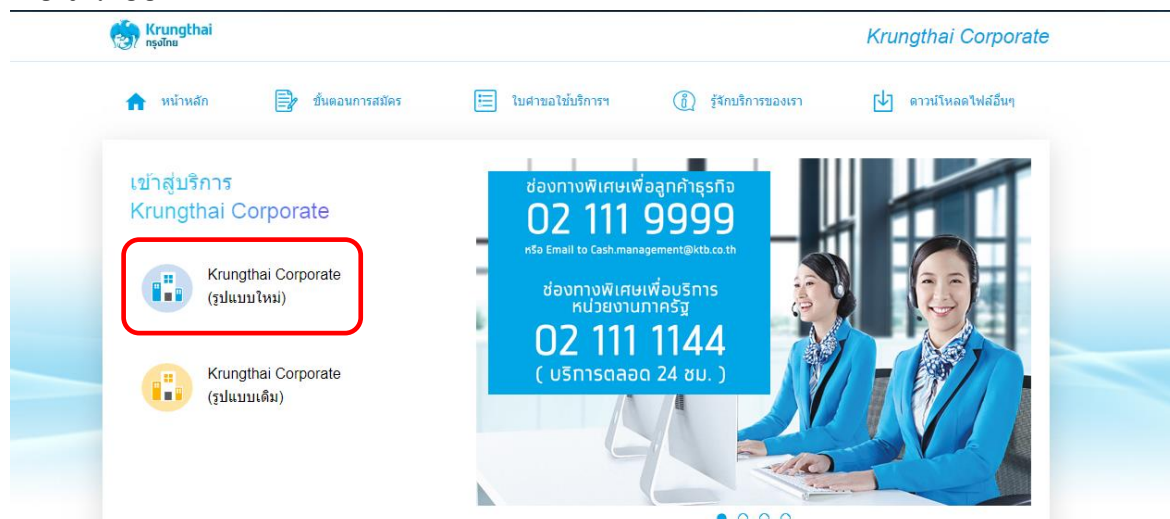 Krungthai
กรุงไทย
Krungthai Corporate
หน้าหลัก
ขั้นตอนการสมัคร
ใบคำขอใช้บริการฯ
รู้จักบริการของเรา
ดาวน์โหลดไฟล์อื่นๆ
เข้าสู่บริการ
Krungthai Corporate
Krungthai Corporate
(รูปแบบใหม่)
Krungthai Corporate
(รูปแบบเดิม)
ช่องทางพิเศษเพื่อลูกค้าธุรกิจ
02 111 9999
หรือ Email to Cash.management@ktb.co.th
ช่องทางพิเศษเพื่อบริการ
หน่วยงานภาครัฐ
02 111 1144
( บริการตลอด 24 ชม. )